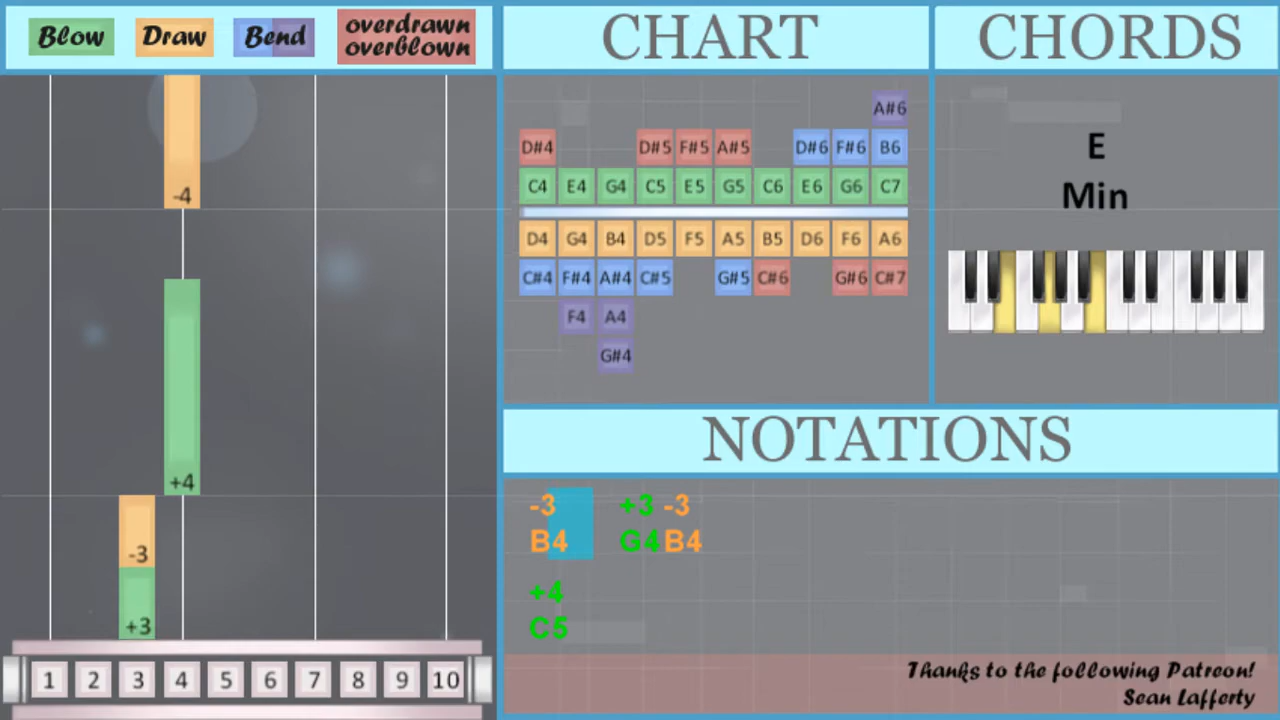 Blow Draw Bend overdrawn overblown
CHART
CHORDS
-4
+4
-3
+3
1 2 3 4 5 6 7 8 9 10
A#6
D#4 D#5 F#5 A#5 D#6 F#6 B6
C4 E4 G4 C5 E5 G5 C6 E6 G6 C7
D4 G4 B4 D5 F5 A5 B5 D6 F6 A6
C#4 F#4 A#4 C#5 G#5 C#6 G#6 C#7
F4 A4
G#4
E
Min
NOTATIONS
-3 +3 -3
B4 G4 B4
+4
C5
Thanks to the following Patreon!
Sean Lafferty